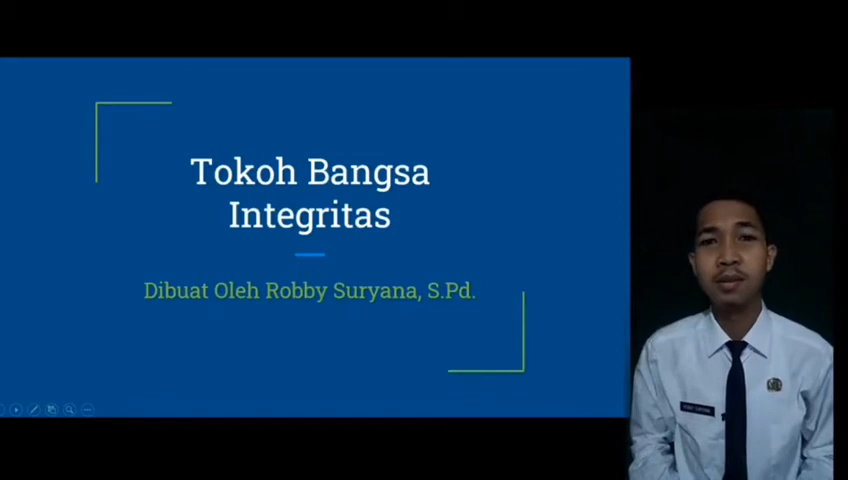 Tokoh Bangsa
Integritas
Dibuat Oleh Robby Suryana, S.Pd.